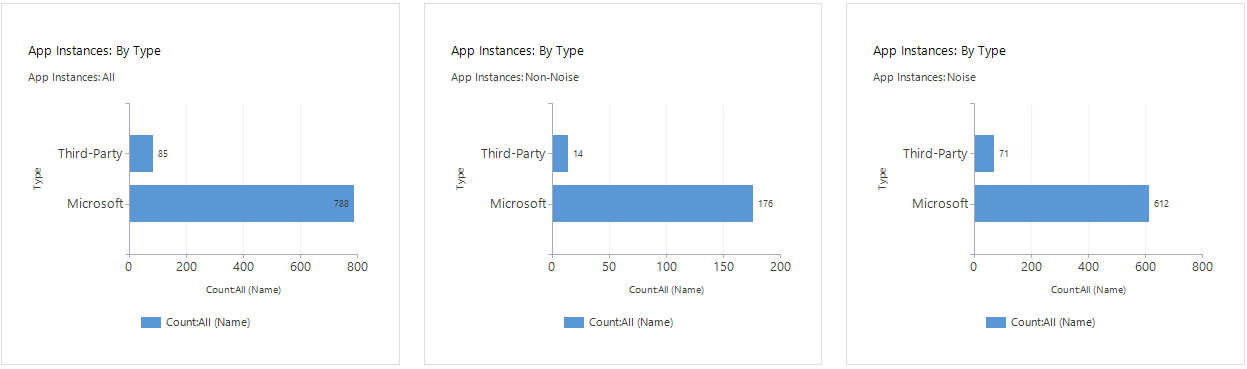 App Instances: By Type
App Instances: All
Type
Third-Party
85
Microsoft
788
0 200 400 600 800
Count:All (Name)
Count:All (Name)
App Instances: By Type
App Instances: Non-Noise
Type
Third-Party
14
Microsoft
176
0 50 100 150 200
Count:All (Name)
Count:All (Name)
App Instances: By Type
App Instances: Noise
Type
Third-Party
71
Microsoft
612
0 200 400 600 800
Count:All (Name)
Count:All (Name)